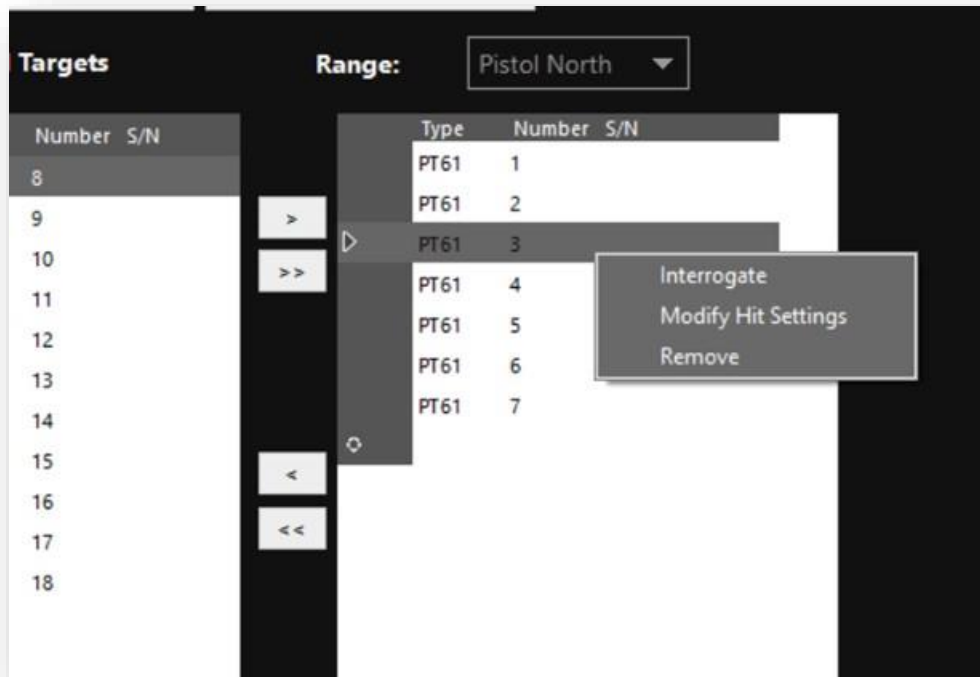 Targets
Range: Pistol North
Number S/N
8
9
10
11
12
13
14
15
16
17
18
>
>>
<
<<
Type Number S/N
PT61 1
PT61 2
PT61 3
PT61 4
PT61 5
PT61 6
PT61 7
Interrogate
Modify Hit Settings
Remove